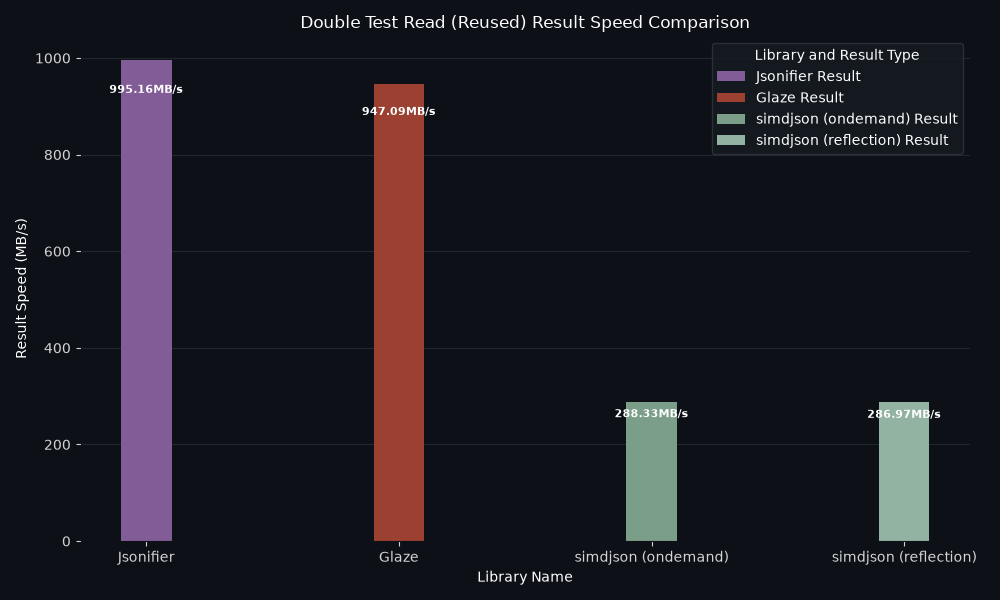 Double Test Read (Reused) Result Speed Comparison
Library and Result Type
Jsonifier Result
Glaze Result
simdjson (ondemand) Result
simdjson (reflection) Result
Result Speed (MB/s)
1000
800
600
400
200
0
995.16MB/s
947.09MB/s
288.33MB/s
286.97MB/s
Jsonifier
Glaze
simdjson (ondemand)
simdjson (reflection)
Library Name